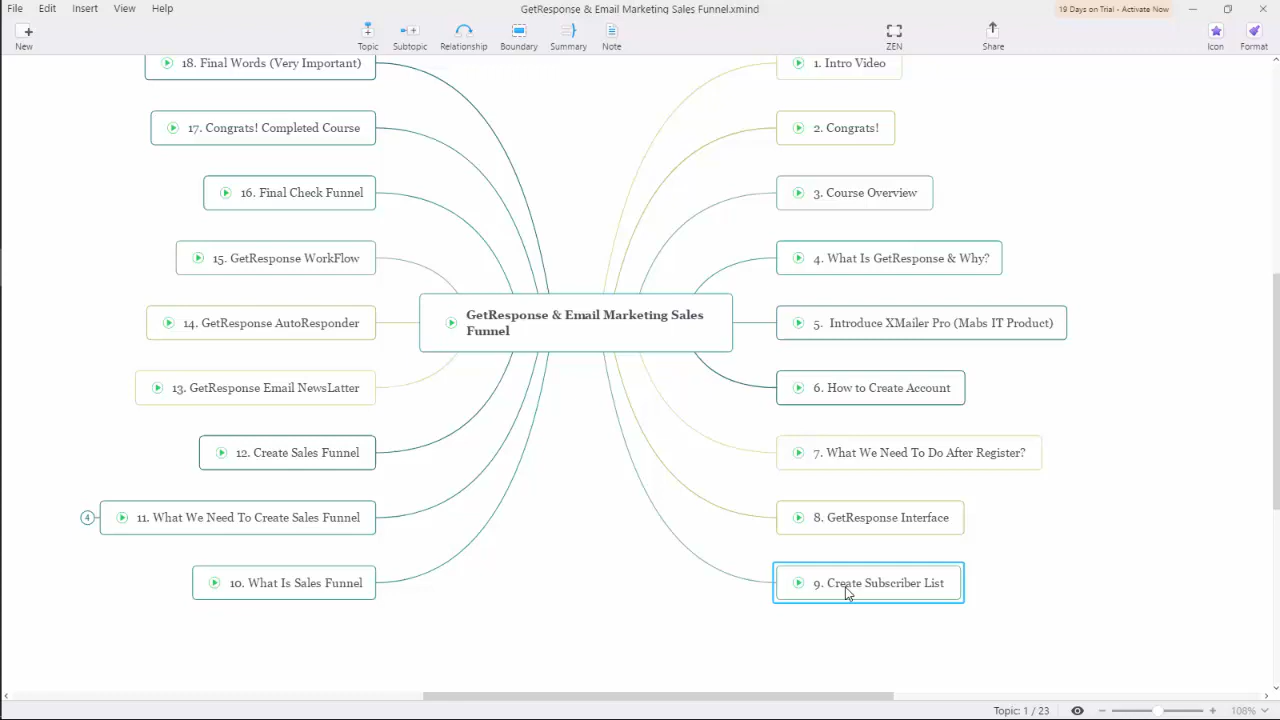 File Edit Insert View Help
GetResponse & Email Marketing Sales Funnel.xmind
19 Days on Trial - Activate Now
New
Topic
Subtopic
Relationship
Boundary
Summary
Note
ZEN
Share
Icon
Format
18. Final Words (Very Important)
17. Congrats! Completed Course
16. Final Check Funnel
15. GetResponse WorkFlow
14. GetResponse AutoResponder
13. GetResponse Email NewsLatter
12. Create Sales Funnel
4
11. What We Need To Create Sales Funnel
10. What Is Sales Funnel
GetResponse & Email Marketing Sales
Funnel
1. Intro Video
2. Congrats!
3. Course Overview
4. What Is GetResponse & Why?
5. Introduce XMailer Pro (Mabs IT Product)
6. How to Create Account
7. What We Need To Do After Register?
8. GetResponse Interface
9. Create Subscriber List
Topic: 1 / 23
108%